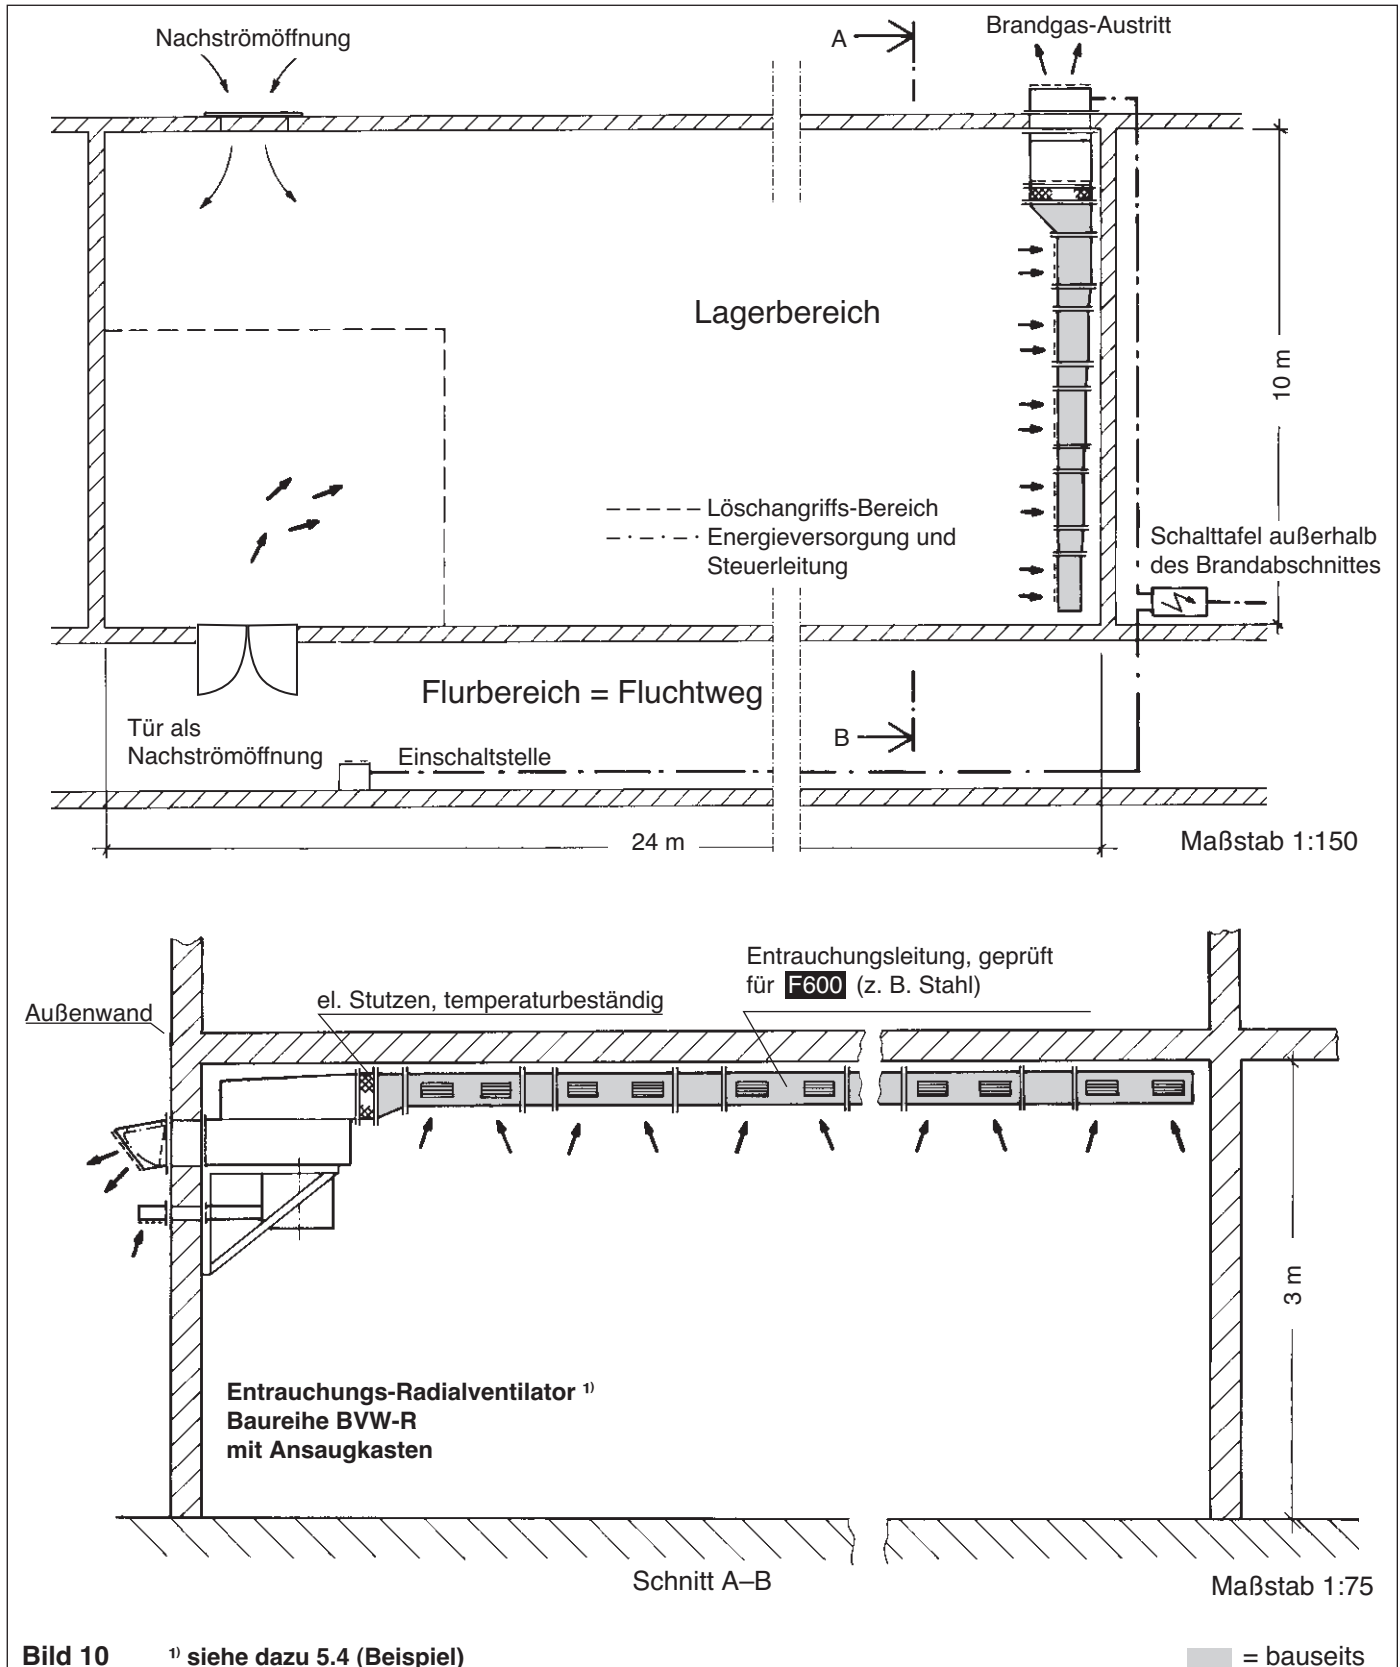 Nachströmöffnung
A
Brandgas-Austritt
Lagerbereich
10 m
Löschangriffs-Bereich
Energieversorgung und
Steuerleitung
Schalttafel außerhalb
des Brandabschnittes
Flurbereich = Fluchtweg
Tür als
Nachströmöffnung
Einschaltstelle
B
24 m
Maßstab 1:150
Entrauchungsleitung, geprüft
für F600 (z. B. Stahl)
el. Stutzen, temperaturbeständig
Außenwand
3 m
Entrauchungs-Radialventilator ¹⁾
Baureihe BVW-R
mit Ansaugkasten
Schnitt A–B
Maßstab 1:75
Bild 10 ¹⁾ siehe dazu 5.4 (Beispiel)
= bauseits